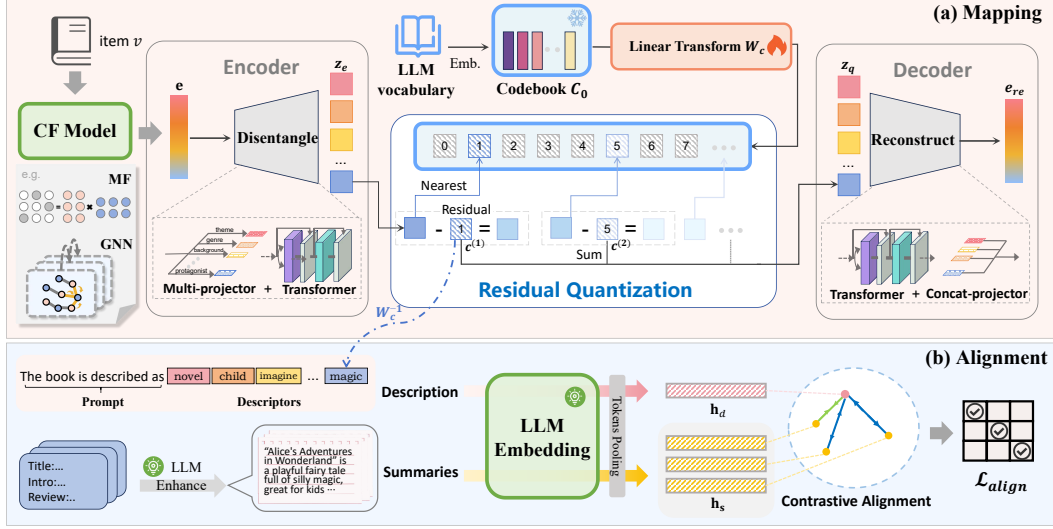 (a) Mapping
item v
CF Model
e.g.
MF
=
×
GNN
Encoder
e
z_e
Disentangle
...
theme
genre
background
protagonist
Multi-projector + Transformer
LLM
vocabulary
Emb.
Codebook C_0
Linear Transform W_c
0 1 2 3 4 5 6 7 ...
Nearest
Residual
- 1 =
c^(1)
- 5 =
c^(2)
...
Sum
Residual Quantization
Decoder
z_q
e_re
Reconstruct
...
Transformer + Concat-projector
W_c^-1
(b) Alignment
The book is described as novel child imagine ... magic
Prompt
Descriptors
Title:...
Intro:...
Review:..
LLM
Enhance
"Alice's Adventures
in Wonderland" is
a playful fairy tale
full of silly magic,
great for kids ...
Description
Summaries
LLM
Embedding
Tokens Pooling
h_d
h_s
Contrastive Alignment
L_align